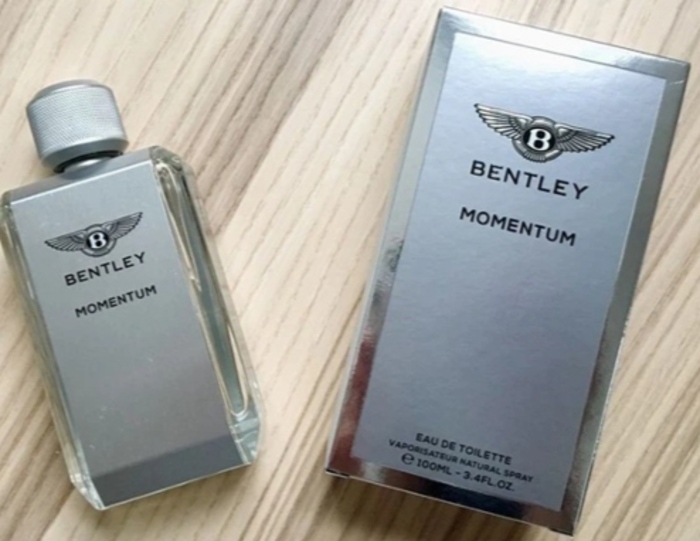 B
BENTLEY
MOMENTUM
B
BENTLEY
MOMENTUM
EAU DE TOILETTE
VAPORISATEUR NATURAL SPRAY
℮ 100ML - 3.4FL.OZ.